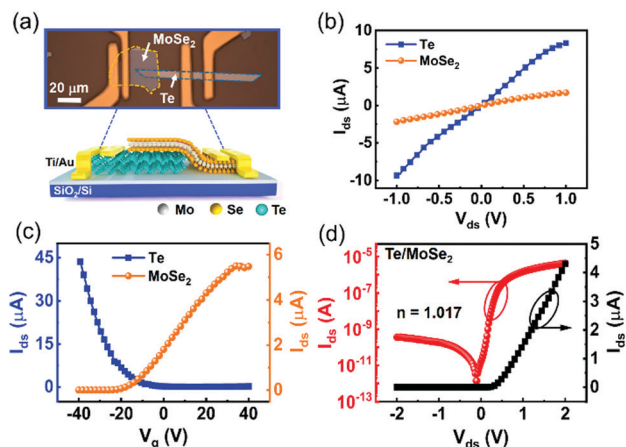 (a)
MoSe2
Te
20 μm
Ti/Au
SiO2/Si
Mo Se Te
(b)
10
5
0
-5
-10
Ids (μA)
Te
MoSe2
-1.0 -0.5 0.0 0.5 1.0
Vds (V)
(c)
45
30
15
0
Ids (μA)
Te
MoSe2
6
4
2
0
Ids (μA)
-40 -20 0 20 40
Vg (V)
(d)
Te/MoSe2
10-5
10-7
10-9
10-11
10-13
Ids (A)
n = 1.017
5
4
3
2
1
0
Ids (μA)
-2 -1 0 1 2
Vds (V)